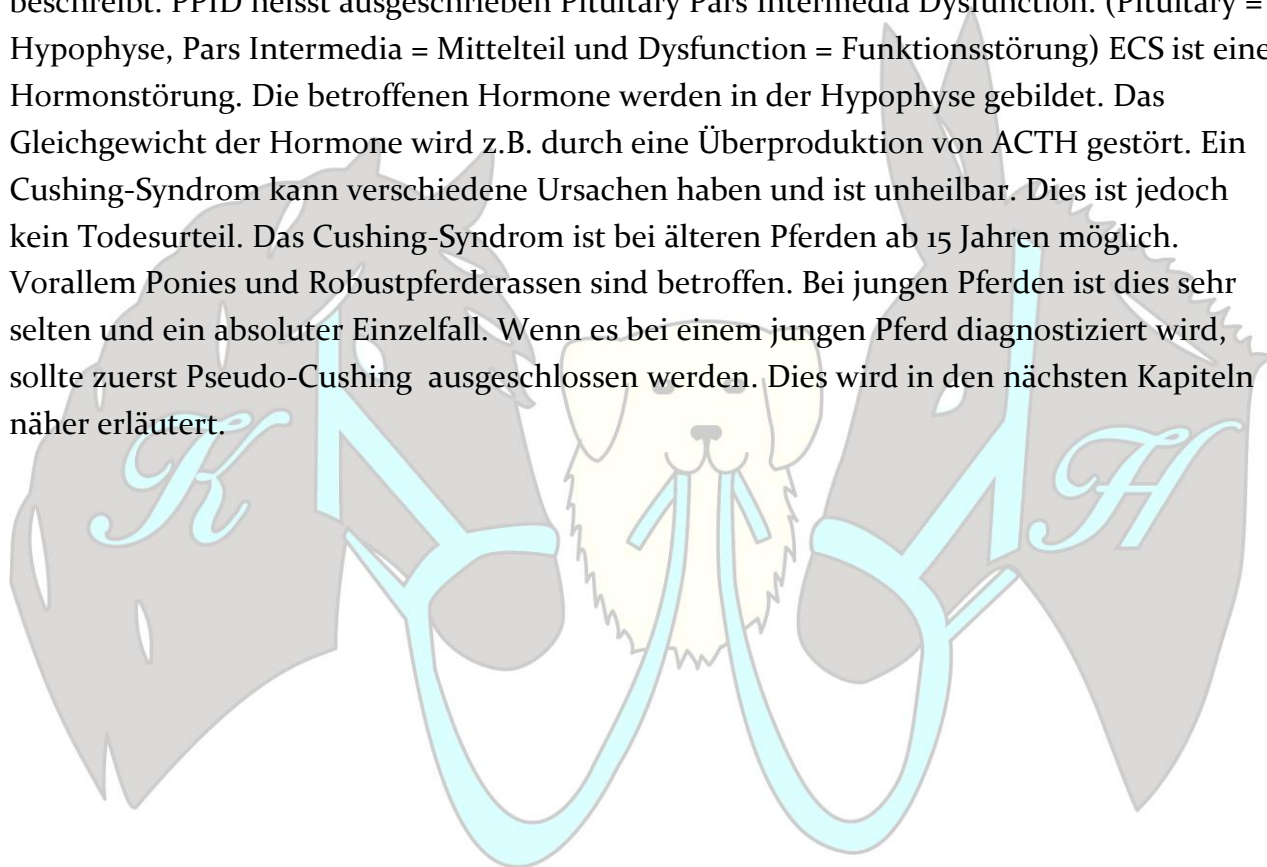 beschreibt. PPID heisst ausgeschrieben Pituitary Pars Intermedia Dysfunction. (Pituitary =
Hypophyse, Pars Intermedia = Mittelteil und Dysfunction = Funktionsstörung) ECS ist eine
Hormonstörung. Die betroffenen Hormone werden in der Hypophyse gebildet. Das
Gleichgewicht der Hormone wird z.B. durch eine Überproduktion von ACTH gestört. Ein
Cushing-Syndrom kann verschiedene Ursachen haben und ist unheilbar. Dies ist jedoch
kein Todesurteil. Das Cushing-Syndrom ist bei älteren Pferden ab 15 Jahren möglich.
Vorallem Ponies und Robustpferderassen sind betroffen. Bei jungen Pferden ist dies sehr
selten und ein absoluter Einzelfall. Wenn es bei einem jungen Pferd diagnostiziert wird,
sollte zuerst Pseudo-Cushing ausgeschlossen werden. Dies wird in den nächsten Kapiteln
näher erläutert.
K H